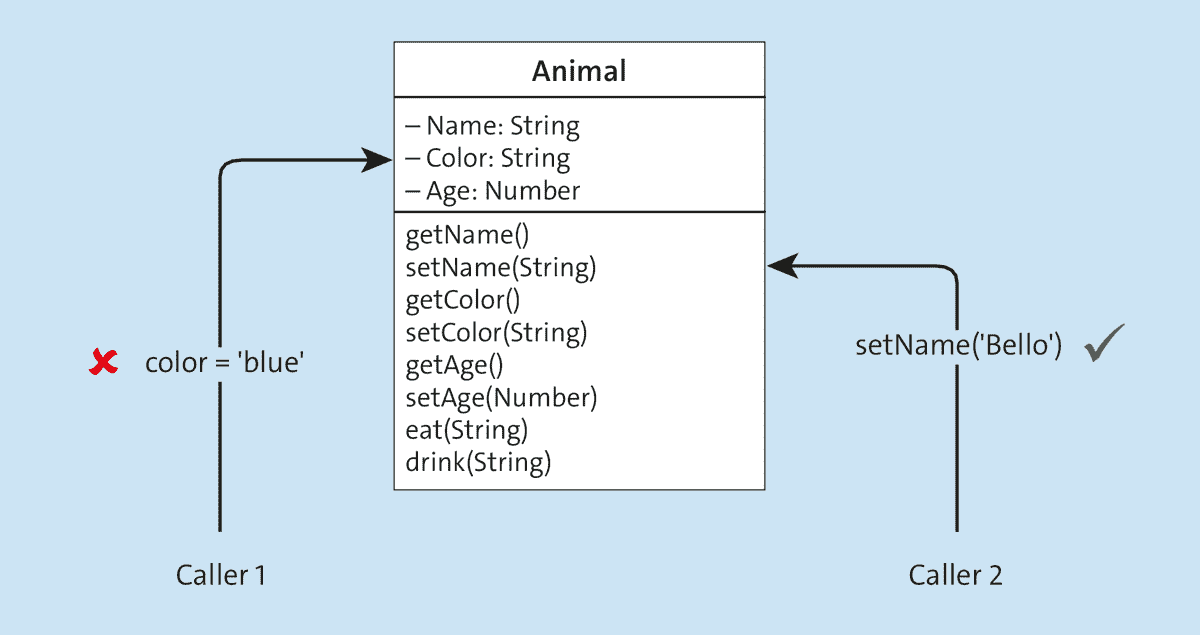 Animal
– Name: String
– Color: String
– Age: Number
getName()
setName(String)
getColor()
setColor(String)
getAge()
setAge(Number)
eat(String)
drink(String)
color = 'blue'
setName('Bello')
Caller 1
Caller 2